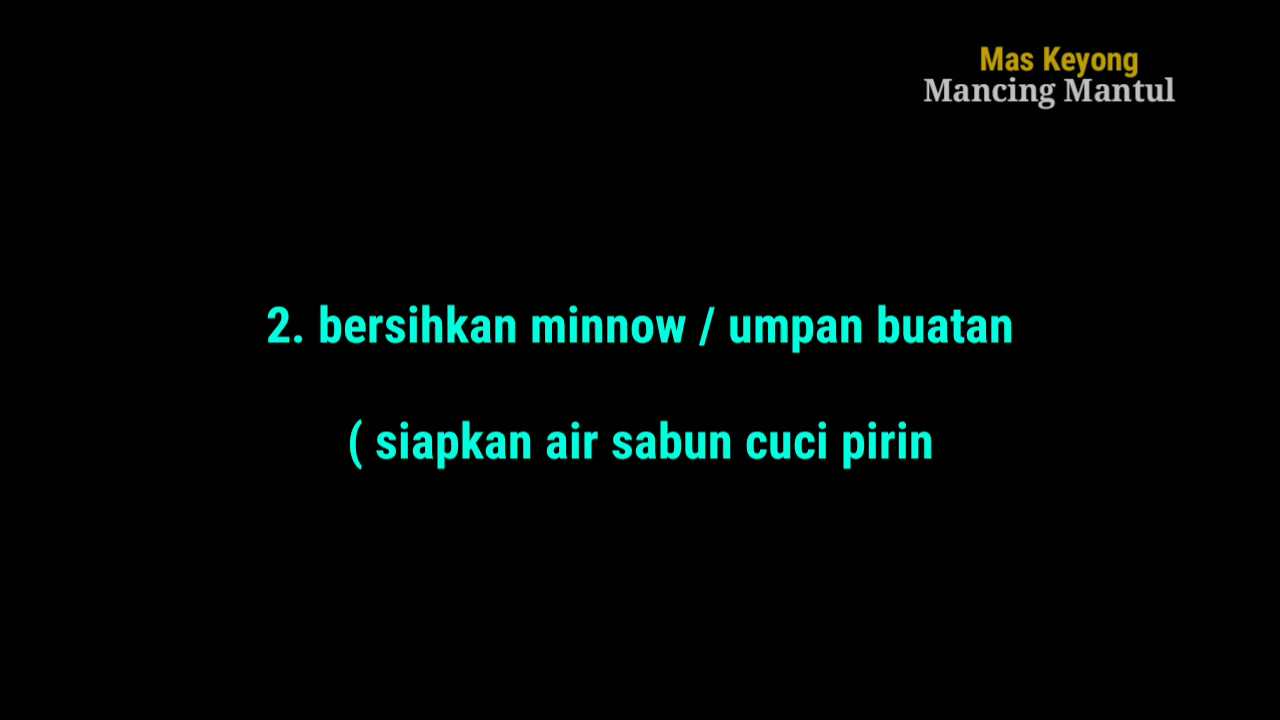 Mas Keyong
Mancing Mantul
2. bersihkan minnow / umpan buatan
( siapkan air sabun cuci pirin